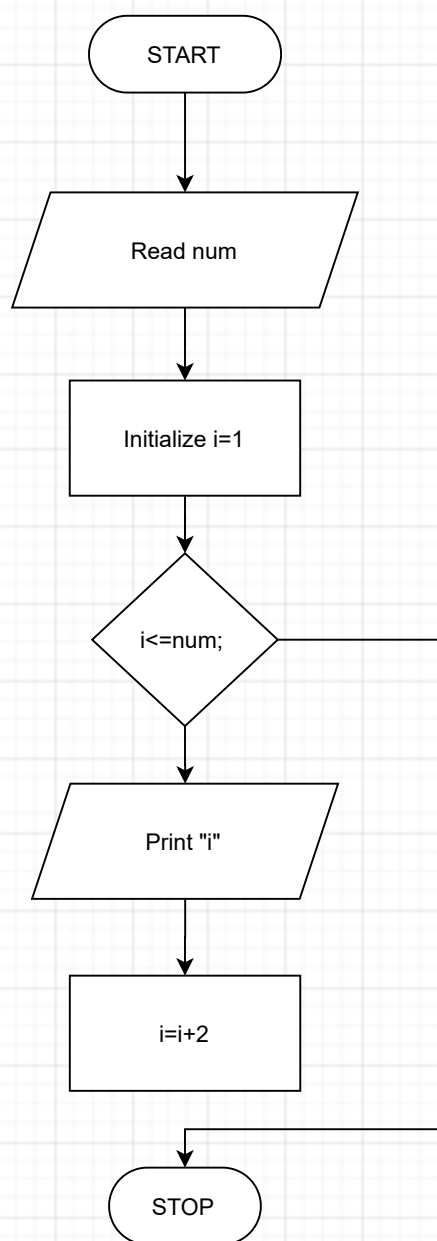 START
Read num
Initialize i=1
i<=num;
Print "i"
i=i+2
STOP